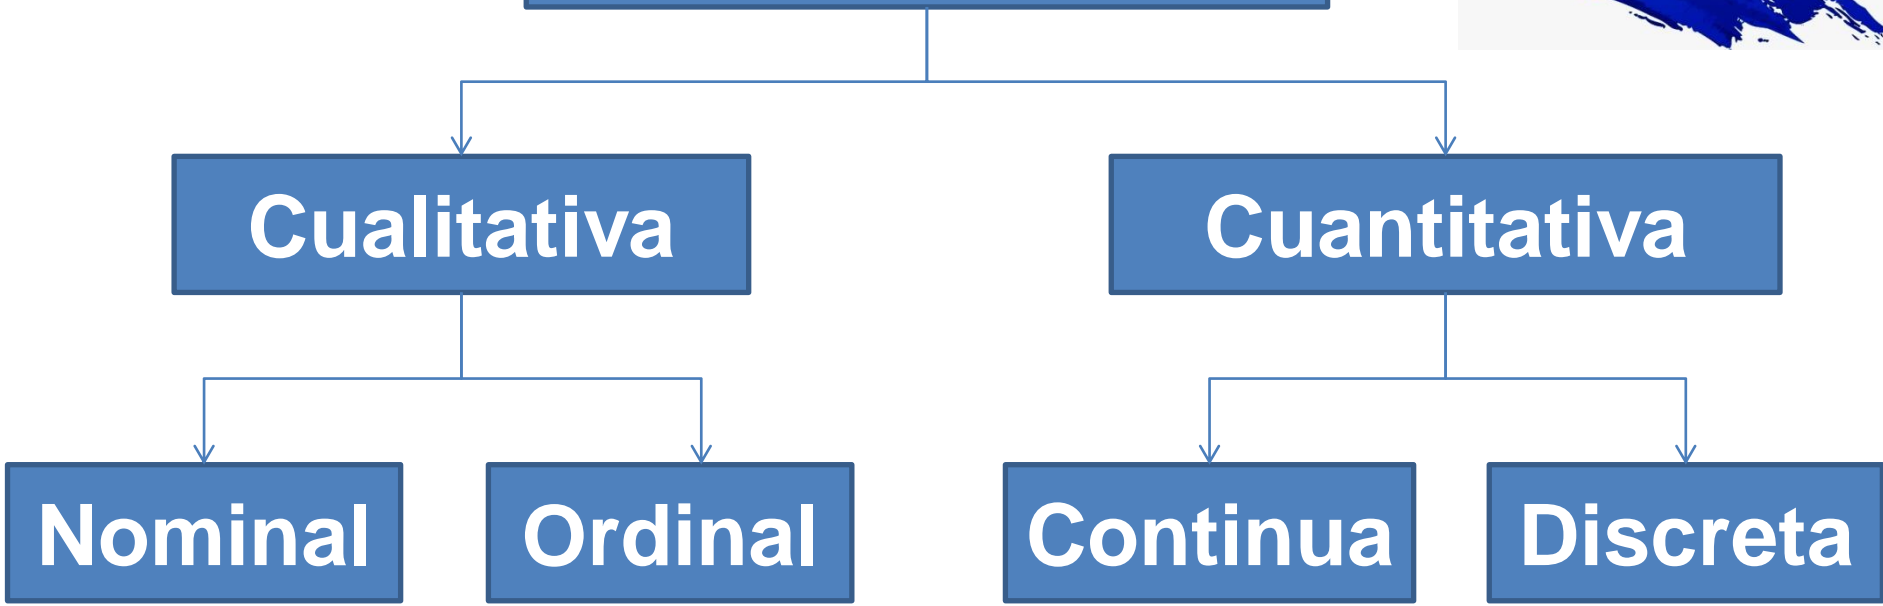 Cualitativa
Cuantitativa
Nominal
Ordinal
Continua
Discreta